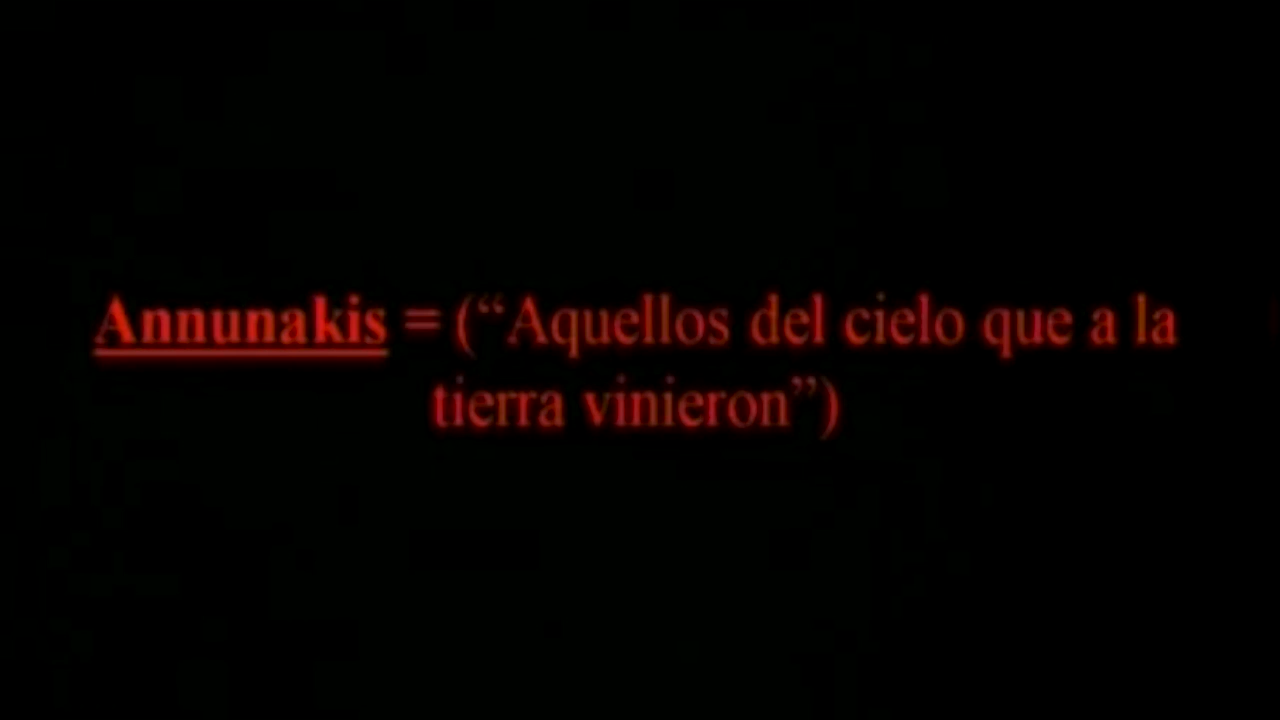 Annunakis = (“Aquellos del cielo que a la
tierra vinieron”)